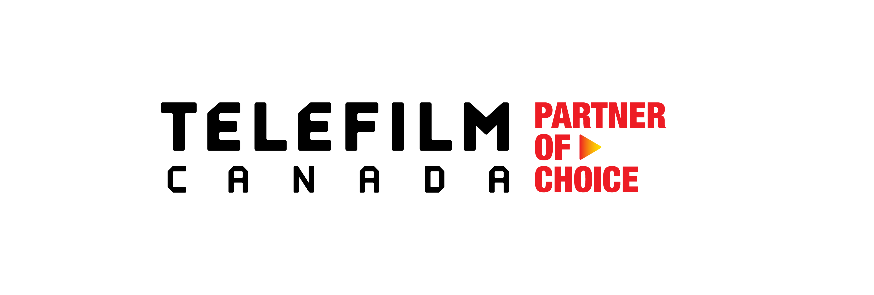 TELEFILM
CANADA
PARTNER
OF
CHOICE